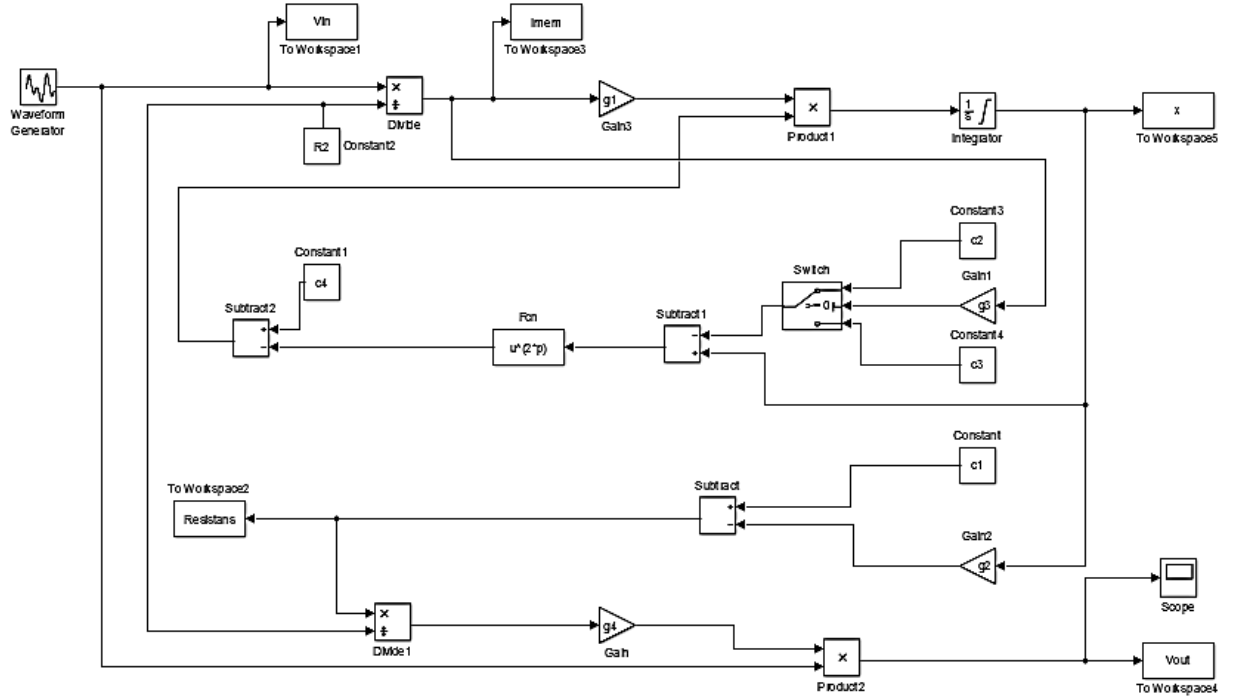 Vin
To Workspace1
Imem
To Workspace3
Waveform
Generator
×
÷
Divide
R2
Constant2
g1
Gain3
×
Product1
1
s
Integrator
x
To Workspace5
Constant3
c2
Constant1
c4
Switch
Gain1
g3
Subtract2
+
−
Fcn
u^(2*p)
Subtract1
−
+
Constant4
c3
Constant
c1
To Workspace2
Resistans
Subtract
+
−
Gain2
g2
Scope
×
÷
Divide1
g4
Gain
×
Product2
Vout
To Workspace4